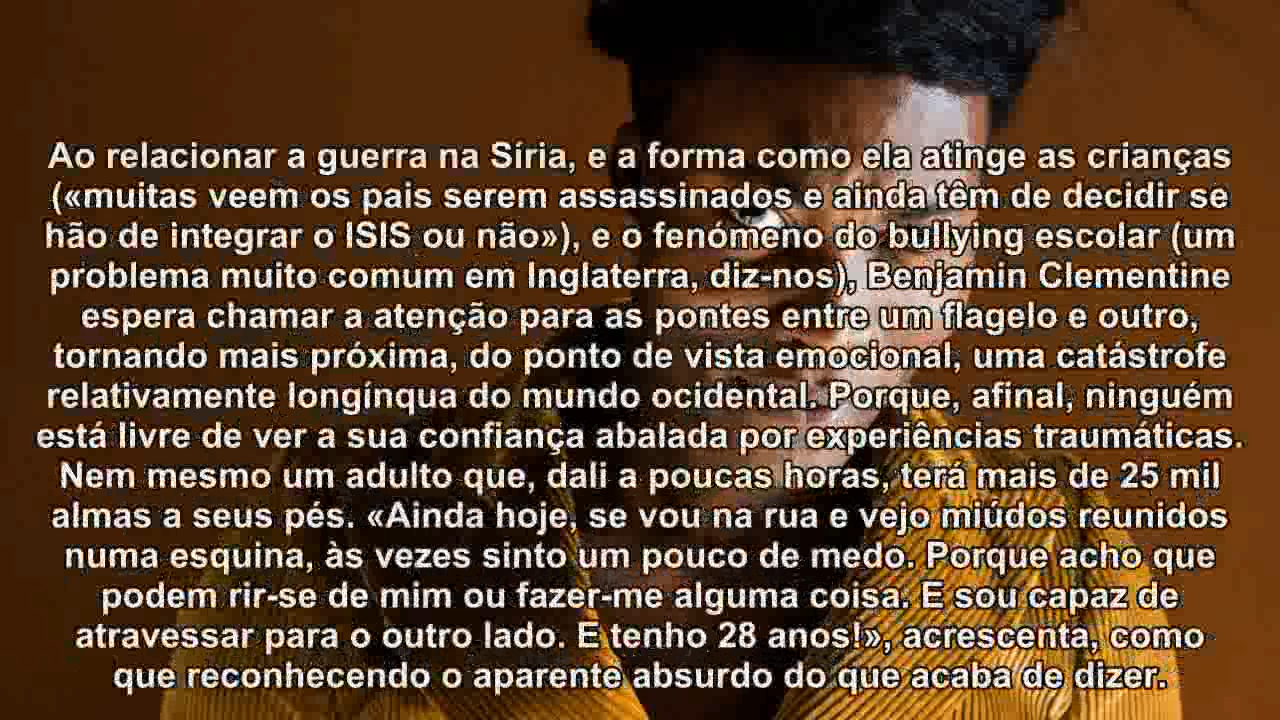 Ao relacionar a guerra na Síria, e a forma como ela atinge as crianças
(«muitas veem os pais serem assassinados e ainda têm de decidir se
hão de integrar o ISIS ou não»), e o fenómeno do bullying escolar (um
problema muito comum em Inglaterra, diz-nos), Benjamin Clementine
espera chamar a atenção para as pontes entre um flagelo e outro,
tornando mais próxima, do ponto de vista emocional, uma catástrofe
relativamente longínqua do mundo ocidental. Porque, afinal, ninguém
está livre de ver a sua confiança abalada por experiências traumáticas.
Nem mesmo um adulto que, dali a poucas horas, terá mais de 25 mil
almas a seus pés. «Ainda hoje, se vou na rua e vejo miúdos reunidos
numa esquina, às vezes sinto um pouco de medo. Porque acho que
podem rir-se de mim ou fazer-me alguma coisa. E sou capaz de
atravessar para o outro lado. E tenho 28 anos!», acrescenta, como
que reconhecendo o aparente absurdo do que acaba de dizer.